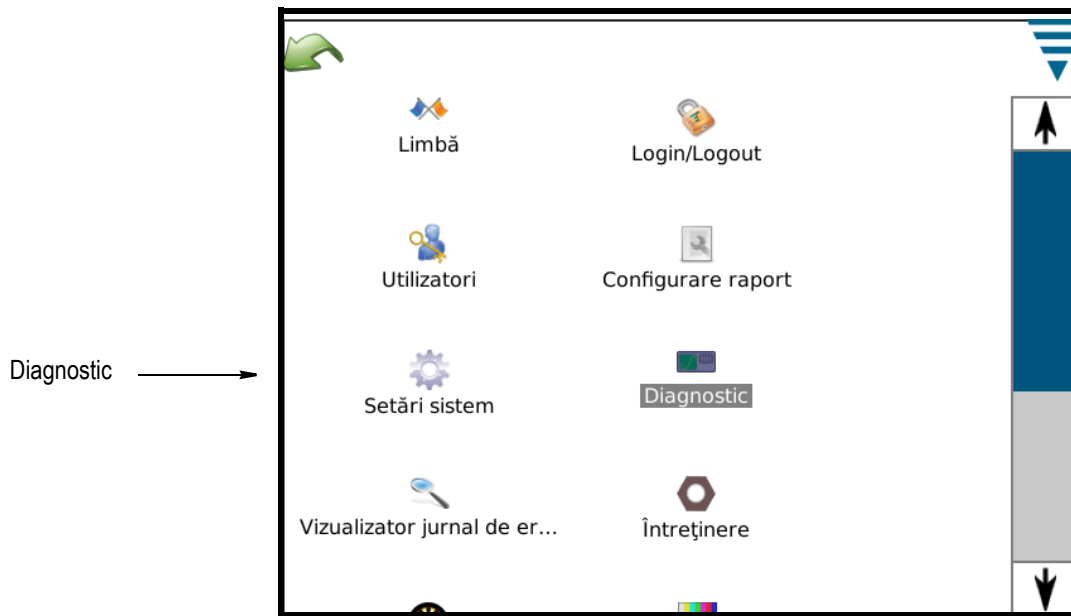 Limbă
Login/Logout
Utilizatori
Configurare raport
Diagnostic
Setări sistem
Diagnostic
Vizualizator jurnal de er...
Întreţinere